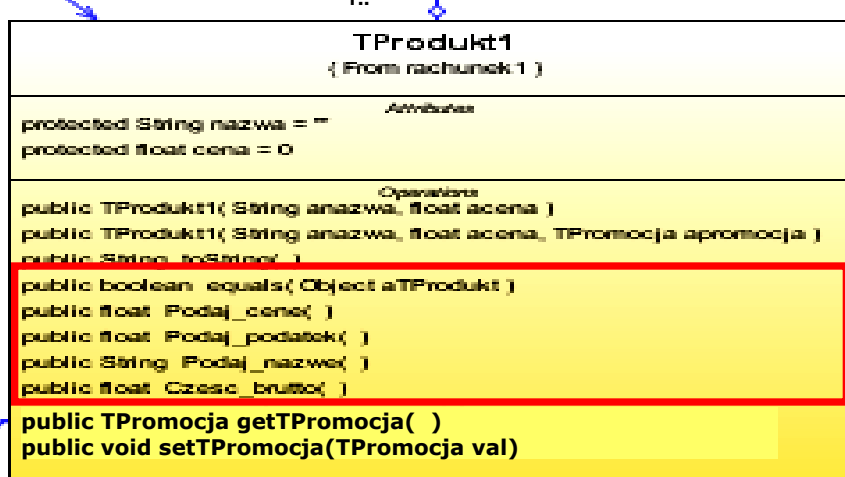 1..
TProdukt1
{ From rachunek1 }
Attributes
protected String nazwa = ""
protected float cena = 0
Operations
public TProdukt1( String anazwa, float acena )
public TProdukt1( String anazwa, float acena, TPromocja apromocja )
public String toString( )
public boolean equals( Object aTProdukt )
public float Podaj_cene( )
public float Podaj_podatek( )
public String Podaj_nazwe( )
public float Czesc_brutto( )
public TPromocja getTPromocja( )
public void setTPromocja(TPromocja val)